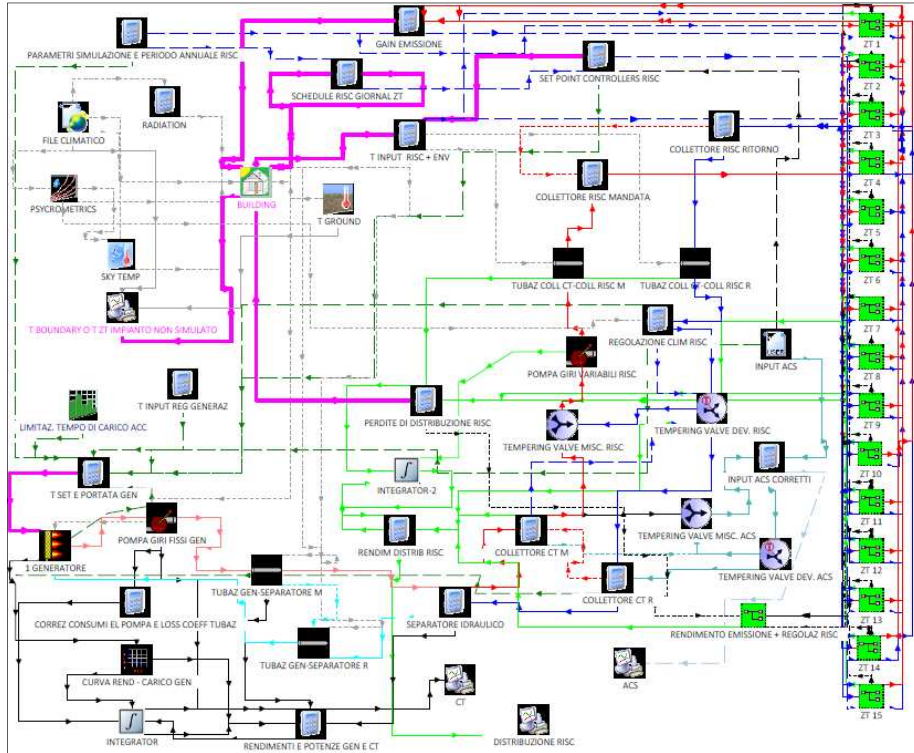 GAIN EMISSIONE
ZT 1
PARAMETRI SIMULAZIONE E PERIODO ANNUALE RISC
SET POINT CONTROLLERS RISC
ZT 2
SCHEDULE RISC GIORNAL ZT
RADIATION
ZT 3
FILE CLIMATICO
T INPUT RISC + ENV
COLLETTORE RISC RITORNO
ZT 4
PSYCROMETRICS
BUILDING
T GROUND
COLLETTORE RISC MANDATA
ZT 5
SKY TEMP
TUBAZ COLL CT-COLL RISC M
TUBAZ COLL CT-COLL RISC R
ZT 6
T BOUNDARY O T ZT IMPIANTO NON SIMULATO
REGOLAZIONE CLIM RISC
ZT 7
USER
INPUT ACS
POMPA GIRI VARIABILI RISC
ZT 8
T INPUT REG GENERAZ
LIMITAZ. TEMPO DI CARICO ACC
PERDITE DI DISTRIBUZIONE RISC
TEMPERING VALVE MISC. RISC
TEMPERING VALVE DEV. RISC
ZT 9
T SET E PORTATA GEN
INTEGRATOR-2
INPUT ACS CORRETTI
ZT 10
POMPA GIRI FISSI GEN
RENDIM DISTRIB RISC
COLLETTORE CT M
TEMPERING VALVE MISC. ACS
ZT 11
1 GENERATORE
TUBAZ GEN-SEPARATORE M
COLLETTORE CT R
TEMPERING VALVE DEV. ACS
ZT 12
CORREZ CONSUMI EL POMPA E LOSS COEFF TUBAZ
SEPARATORE IDRAULICO
RENDIMENTO EMISSIONE + REGOLAZ RISC
ZT 13
TUBAZ GEN-SEPARATORE R
CURVA REND - CARICO GEN
CT
ACS
ZT 14
INTEGRATOR
RENDIMENTI E POTENZE GEN E CT
DISTRIBUZIONE RISC
ZT 15